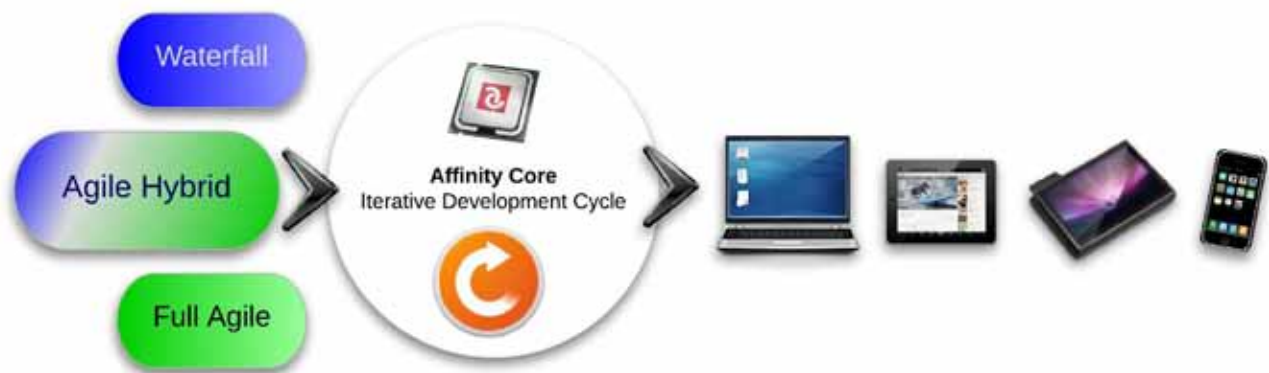 Waterfall
Agile Hybrid
Full Agile
Affinity Core
Iterative Development Cycle